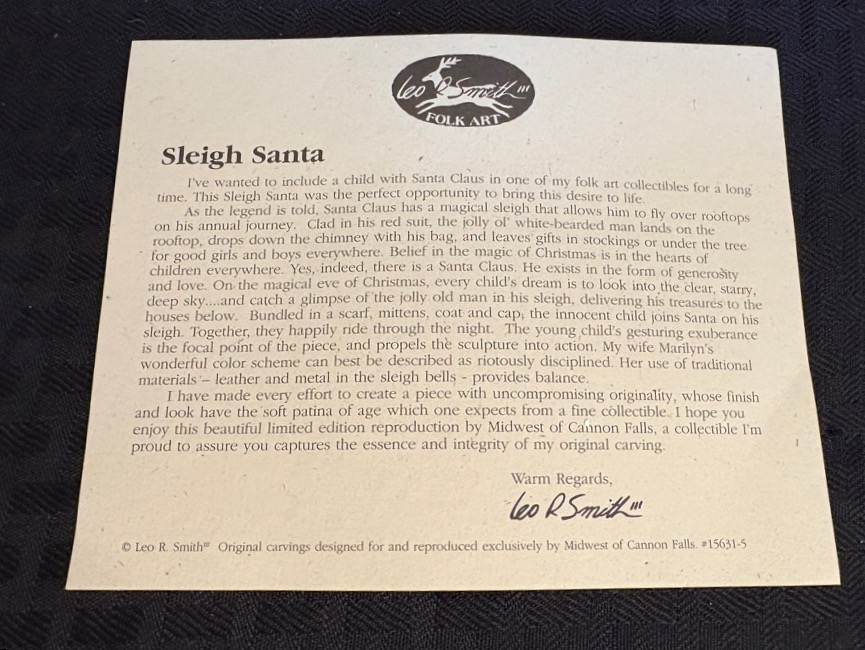 Leo R Smith III
FOLK ART
Sleigh Santa
I've wanted to include a child with Santa Claus in one of my folk art collectibles for a long
time. This Sleigh Santa was the perfect opportunity to bring this desire to life.
As the legend is told, Santa Claus has a magical sleigh that allows him to fly over rooftops
on his annual journey. Clad in his red suit, the jolly ol' white-bearded man lands on the
rooftop, drops down the chimney with his bag, and leaves gifts in stockings or under the tree
for good girls and boys everywhere. Belief in the magic of Christmas is in the hearts of
children everywhere. Yes, indeed, there is a Santa Claus. He exists in the form of generosity
and love. On the magical eve of Christmas, every child's dream is to look into the clear, starry,
deep sky....and catch a glimpse of the jolly old man in his sleigh, delivering his treasures to the
houses below. Bundled in a scarf, mittens, coat and cap, the innocent child joins Santa on his
sleigh. Together, they happily ride through the night. The young child's gesturing exuberance
is the focal point of the piece, and propels the sculpture into action. My wife Marilyn's
wonderful color scheme can best be described as riotously disciplined. Her use of traditional
materials – leather and metal in the sleigh bells - provides balance.
I have made every effort to create a piece with uncompromising originality, whose finish
and look have the soft patina of age which one expects from a fine collectible. I hope you
enjoy this beautiful limited edition reproduction by Midwest of Cannon Falls, a collectible I'm
proud to assure you captures the essence and integrity of my original carving.
Warm Regards,
Leo R Smith III
© Leo R. Smith III Original carvings designed for and reproduced exclusively by Midwest of Cannon Falls. #15631-5